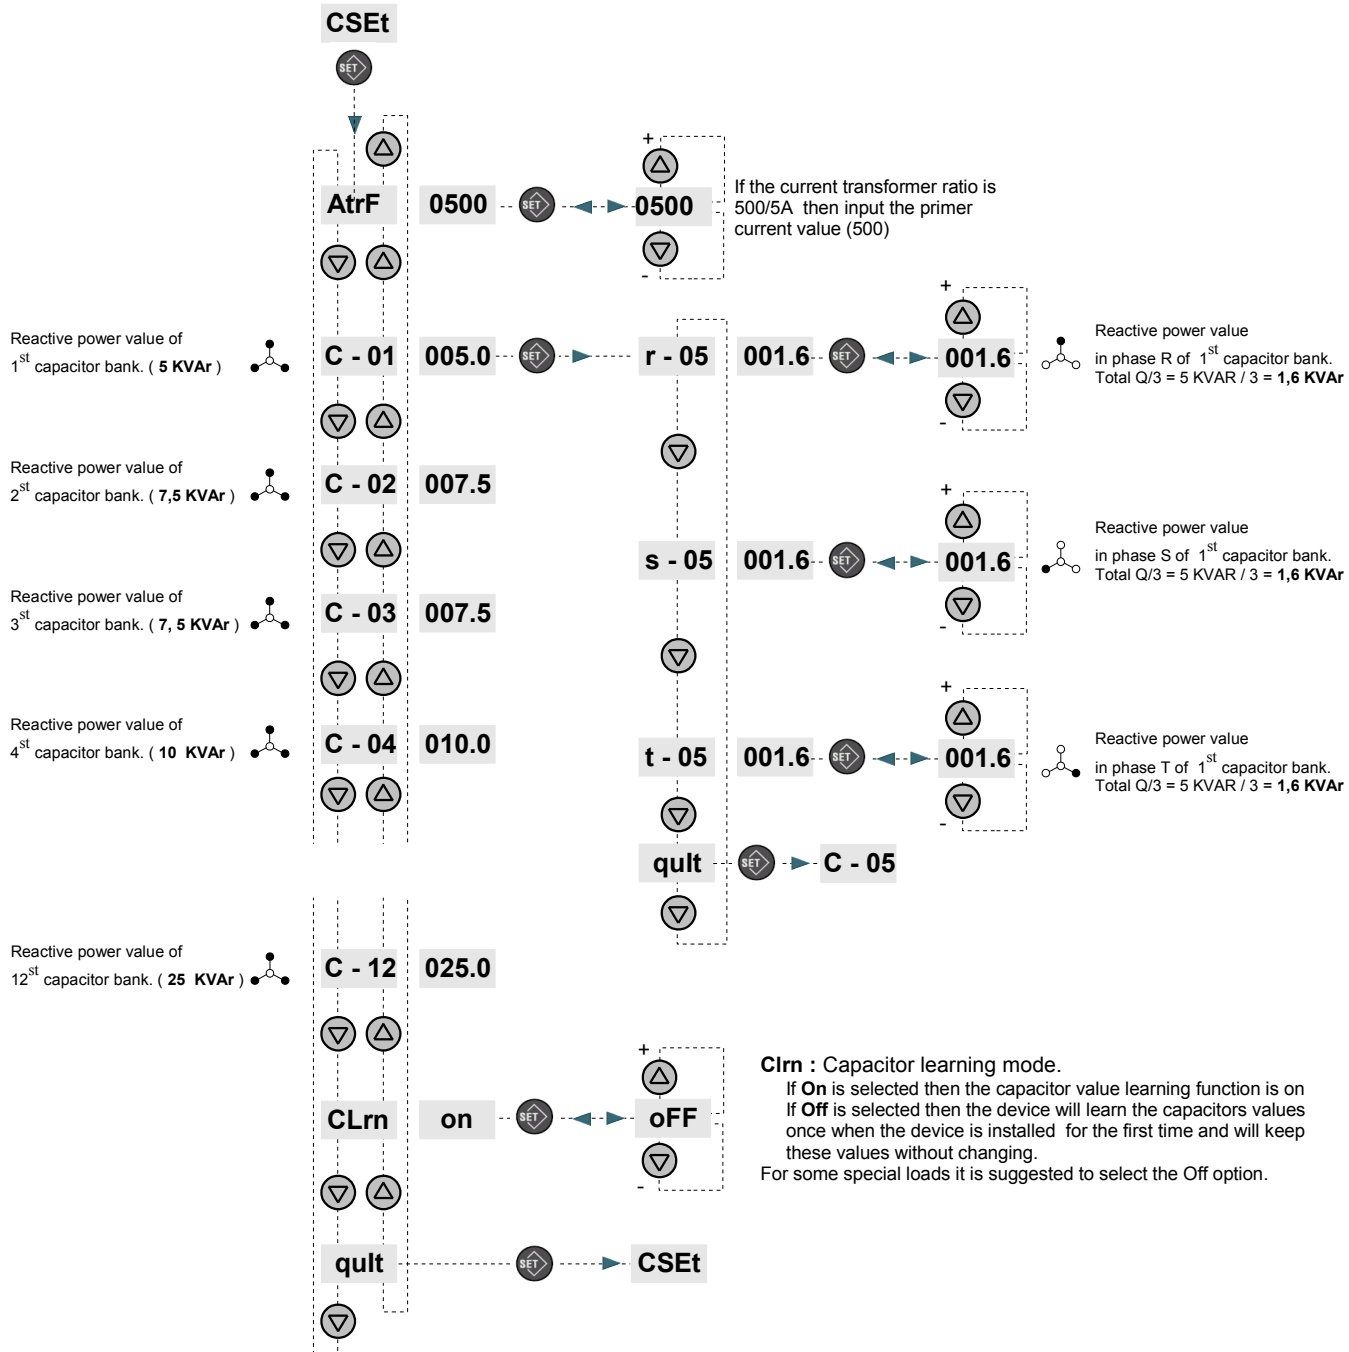 CSEt
SET
+
AtrF 0500 SET 0500
-
If the current transformer ratio is
500/5A then input the primer
current value (500)
Reactive power value of
1st capacitor bank. ( 5 KVAr )
C - 01 005.0 SET r - 05 001.6 SET
+
001.6
-
Reactive power value
in phase R of 1st capacitor bank.
Total Q/3 = 5 KVAR / 3 = 1,6 KVAr
Reactive power value of
2st capacitor bank. ( 7,5 KVAr )
C - 02 007.5
s - 05 001.6 SET
+
001.6
-
Reactive power value
in phase S of 1st capacitor bank.
Total Q/3 = 5 KVAR / 3 = 1,6 KVAr
Reactive power value of
3st capacitor bank. ( 7, 5 KVAr )
C - 03 007.5
Reactive power value of
4st capacitor bank. ( 10 KVAr )
C - 04 010.0
t - 05 001.6 SET
+
001.6
-
Reactive power value
in phase T of 1st capacitor bank.
Total Q/3 = 5 KVAR / 3 = 1,6 KVAr
quIt SET C - 05
Reactive power value of
12st capacitor bank. ( 25 KVAr )
C - 12 025.0
+
CLrn on SET oFF
-
Clrn : Capacitor learning mode.
If On is selected then the capacitor value learning function is on
If Off is selected then the device will learn the capacitors values
once when the device is installed for the first time and will keep
these values without changing.
For some special loads it is suggested to select the Off option.
quIt SET CSEt